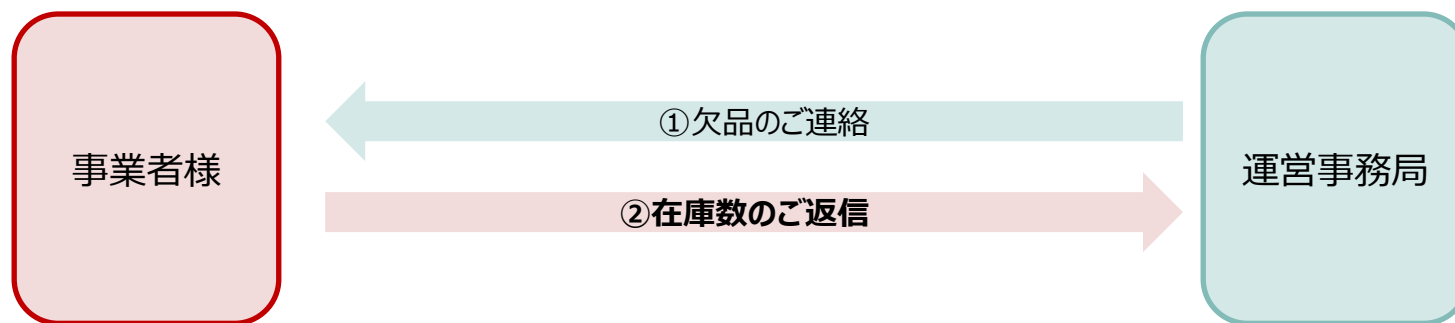 ①欠品のご連絡
事業者様
運営事務局
②在庫数のご返信